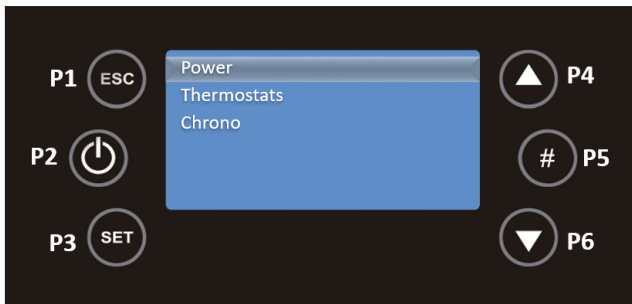 Power
Thermostats
Chrono
P1 ESC
P2
P3 SET
P4
# P5
P6